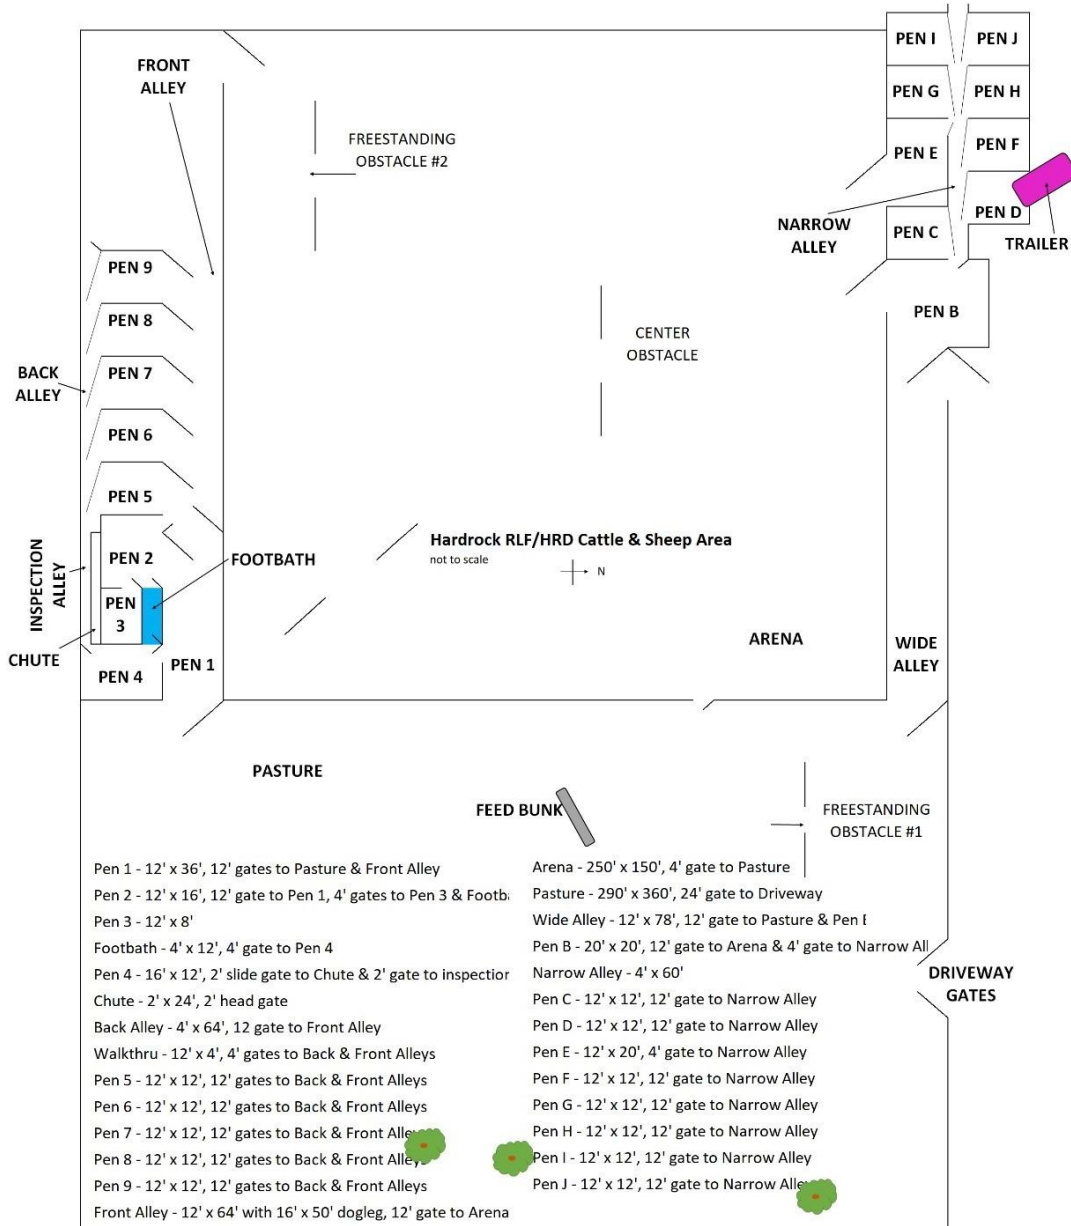 PEN I
PEN J
FRONT
ALLEY
PEN G
PEN H
FREESTANDING
OBSTACLE #2
PEN E
PEN F
NARROW
ALLEY
PEN D
TRAILER
PEN C
PEN 9
PEN 8
PEN B
CENTER
OBSTACLE
BACK
ALLEY
PEN 7
PEN 6
PEN 5
Hardrock RLF/HRD Cattle & Sheep Area
not to scale
N
INSPECTION
ALLEY
PEN 2
FOOTBATH
PEN
3
CHUTE
PEN 4
PEN 1
ARENA
WIDE
ALLEY
PASTURE
FEED BUNK
FREESTANDING
OBSTACLE #1
DRIVEWAY
GATES
Pen 1 - 12' x 36', 12' gates to Pasture & Front Alley
Pen 2 - 12' x 16', 12' gate to Pen 1, 4' gates to Pen 3 &
Pen 3 - 12' x 8'
Footbath - 4' x 12', 4' gate to Pen 4
Pen 4 - 16' x 12', 2' slide gate to Chute & 2' gate to inspection
Chute - 2' x 24', 2' head gate
Back Alley - 4' x 64', 12 gate to Front Alley
Walkthru - 12' x 4', 4' gates to Back & Front Alleys
Pen 5 - 12' x 12', 12' gates to Back & Front Alleys
Pen 6 - 12' x 12', 12' gates to Back & Front Alleys
Pen 7 - 12' x 12', 12' gates to Back & Front
Pen 8 - 12' x 12', 12' gates to Back & Front
Pen 9 - 12' x 12', 12' gates to Back & Front Alleys
Front Alley - 12' x 64' with 16' x 50' dogleg, 12' gate to Arena
Arena - 250' x 150', 4' gate to Pasture
Pasture - 290' x 360', 24' gate to Driveway
Wide Alley - 12' x 78', 12' gate to Pasture & Pen
Pen B - 20' x 20', 12' gate to Arena & 4' gate to Narrow
Narrow Alley - 4' x 60'
Pen C - 12' x 12', 12' gate to Narrow Alley
Pen D - 12' x 12', 12' gate to Narrow Alley
Pen E - 12' x 20', 4' gate to Narrow Alley
Pen F - 12' x 12', 12' gate to Narrow Alley
Pen G - 12' x 12', 12' gate to Narrow Alley
Pen H - 12' x 12', 12' gate to Narrow Alley
Pen I - 12' x 12', 12' gate to Narrow Alley
Pen J - 12' x 12', 12' gate to Narrow